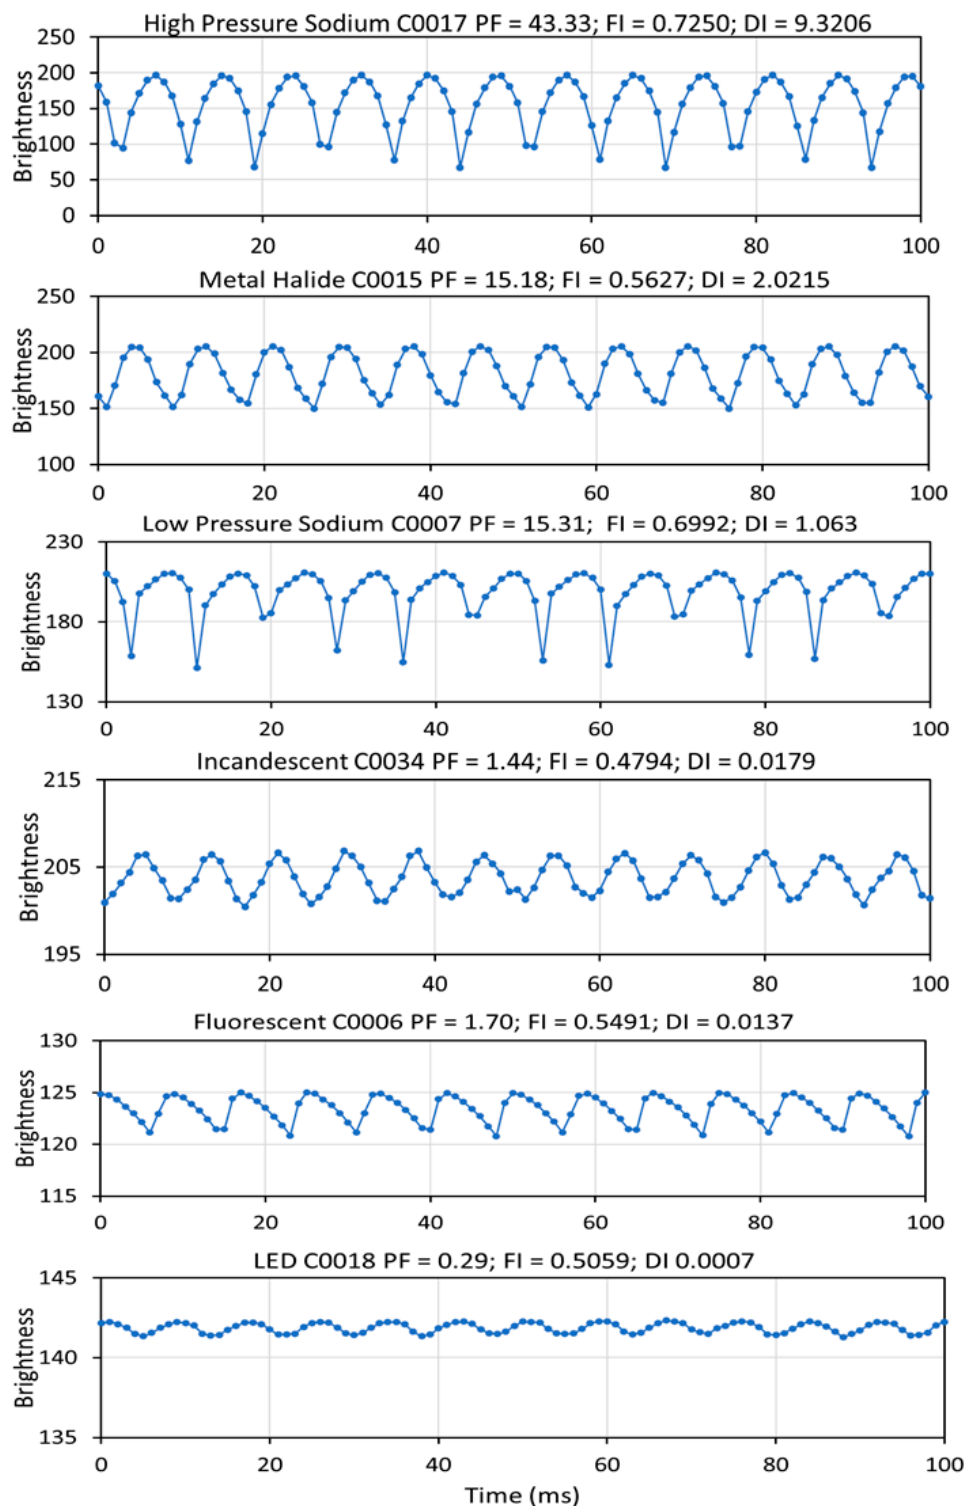 High Pressure Sodium C0017 PF = 43.33; FI = 0.7250; DI = 9.3206
250
200
150
100
50
0
Brightness
0 20 40 60 80 100
Metal Halide C0015 PF = 15.18; FI = 0.5627; DI = 2.0215
250
200
150
100
Brightness
0 20 40 60 80 100
Low Pressure Sodium C0007 PF = 15.31; FI = 0.6992; DI = 1.063
230
180
130
Brightness
0 20 40 60 80 100
Incandescent C0034 PF = 1.44; FI = 0.4794; DI = 0.0179
215
205
195
Brightness
0 20 40 60 80 100
Fluorescent C0006 PF = 1.70; FI = 0.5491; DI = 0.0137
130
125
120
115
Brightness
0 20 40 60 80 100
LED C0018 PF = 0.29; FI = 0.5059; DI 0.0007
145
140
135
Brightness
0 20 40 60 80 100
Time (ms)